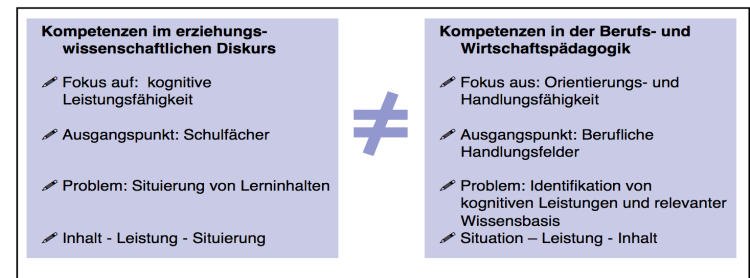 Kompetenzen im erziehungs-
wissenschaftlichen Diskurs
Fokus auf: kognitive
Leistungsfähigkeit
Ausgangspunkt: Schulfächer
Problem: Situierung von Lerninhalten
Inhalt - Leistung - Situierung
≠
Kompetenzen in der Berufs- und
Wirtschaftspädagogik
Fokus aus: Orientierungs- und
Handlungsfähigkeit
Ausgangspunkt: Berufliche
Handlungsfelder
Problem: Identifikation von
kognitiven Leistungen und relevanter
Wissensbasis
Situation – Leistung - Inhalt